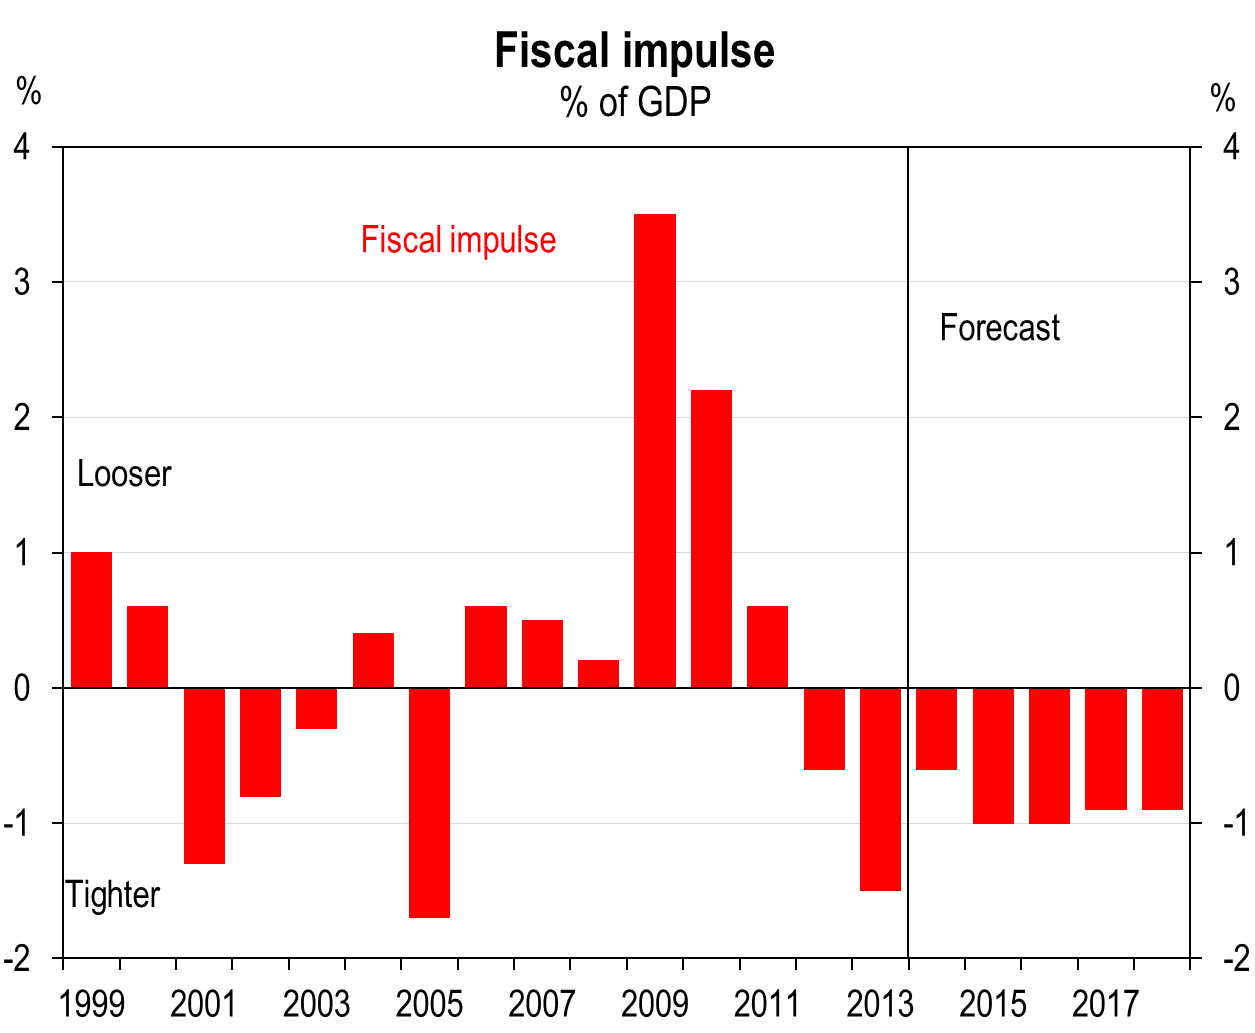 Fiscal impulse
% of GDP
% %
4 4
Fiscal impulse
3 3
Forecast
2 2
Looser
1 1
0 0
-1 -1
Tighter
-2 -2
1999 2001 2003 2005 2007 2009 2011 2013 2015 2017